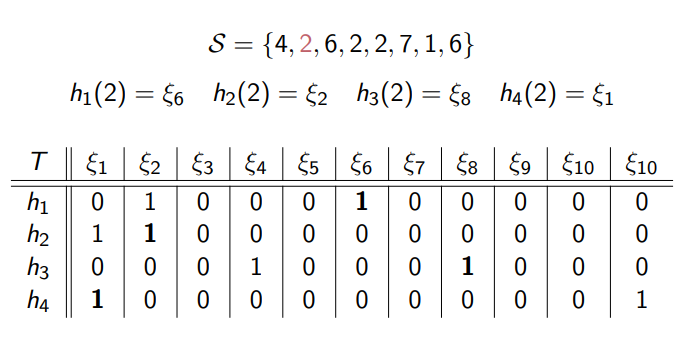 𝒮 = {4, 2, 6, 2, 2, 7, 1, 6}
h₁(2) = ξ₆ h₂(2) = ξ₂ h₃(2) = ξ₈ h₄(2) = ξ₁
T ξ₁ ξ₂ ξ₃ ξ₄ ξ₅ ξ₆ ξ₇ ξ₈ ξ₉ ξ₁₀ ξ₁₀
h₁ 0 1 0 0 0 1 0 0 0 0 0
h₂ 1 1 0 0 0 0 0 0 0 0 0
h₃ 0 0 0 1 0 0 0 1 0 0 0
h₄ 1 0 0 0 0 0 0 0 0 0 1